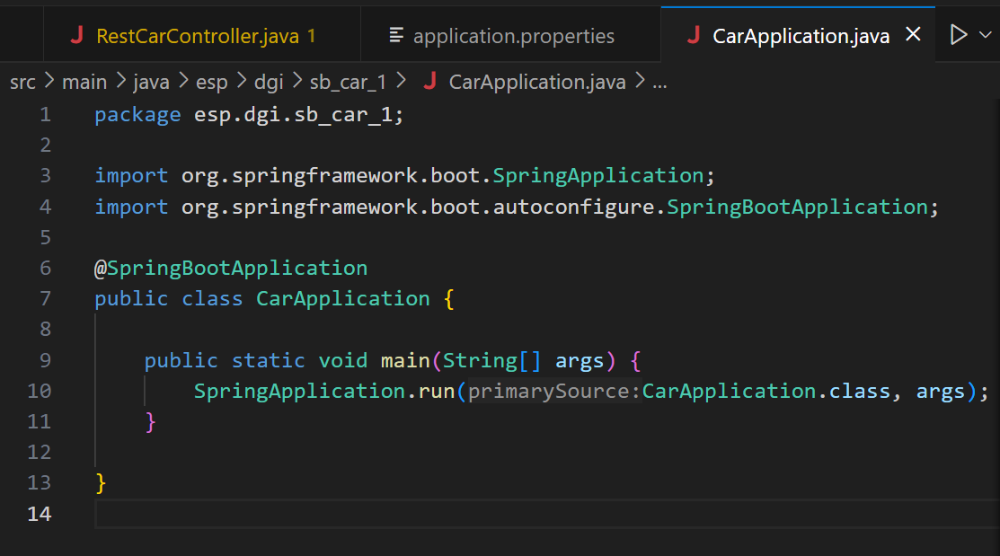 RestCarController.java 1 application.properties CarApplication.java
src > main > java > esp > dgi > sb_car_1 > CarApplication.java > ...
1 package esp.dgi.sb_car_1;
2
3 import org.springframework.boot.SpringApplication;
4 import org.springframework.boot.autoconfigure.SpringBootApplication;
5
6 @SpringBootApplication
7 public class CarApplication {
8
9     public static void main(String[] args) {
10         SpringApplication.run(primarySource:CarApplication.class, args);
11     }
12
13 }
14